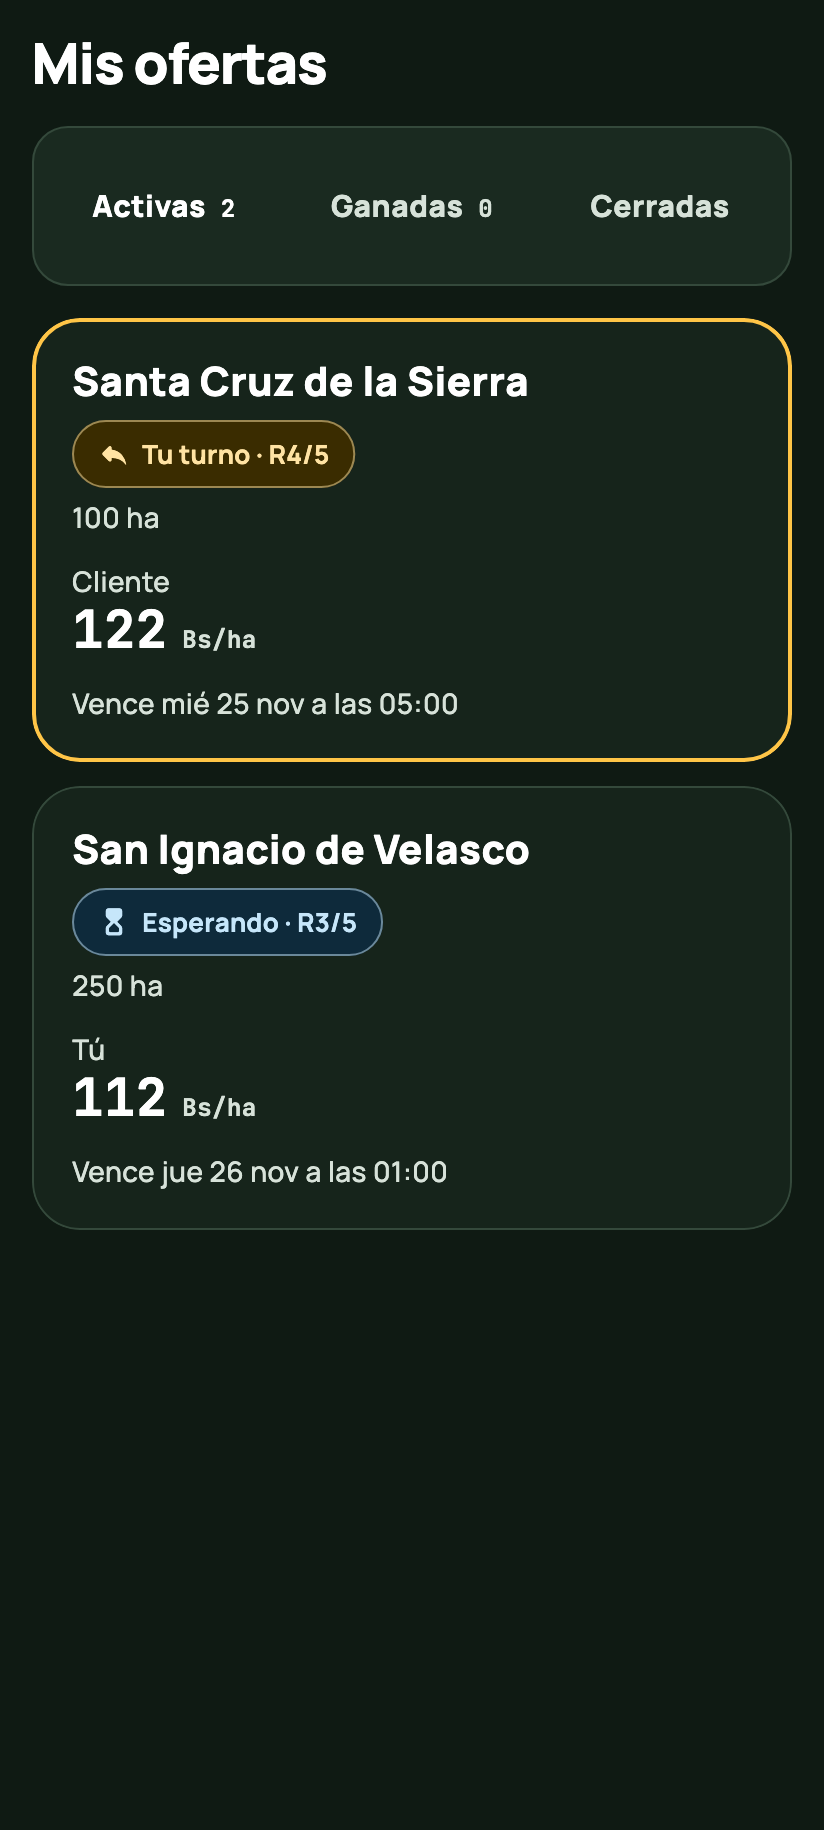 Mis ofertas
Activas 2 Ganadas 0 Cerradas
Santa Cruz de la Sierra
Tu turno · R4/5
100 ha
Cliente
122 Bs/ha
Vence mié 25 nov a las 05:00
San Ignacio de Velasco
Esperando · R3/5
250 ha
Tú
112 Bs/ha
Vence jue 26 nov a las 01:00